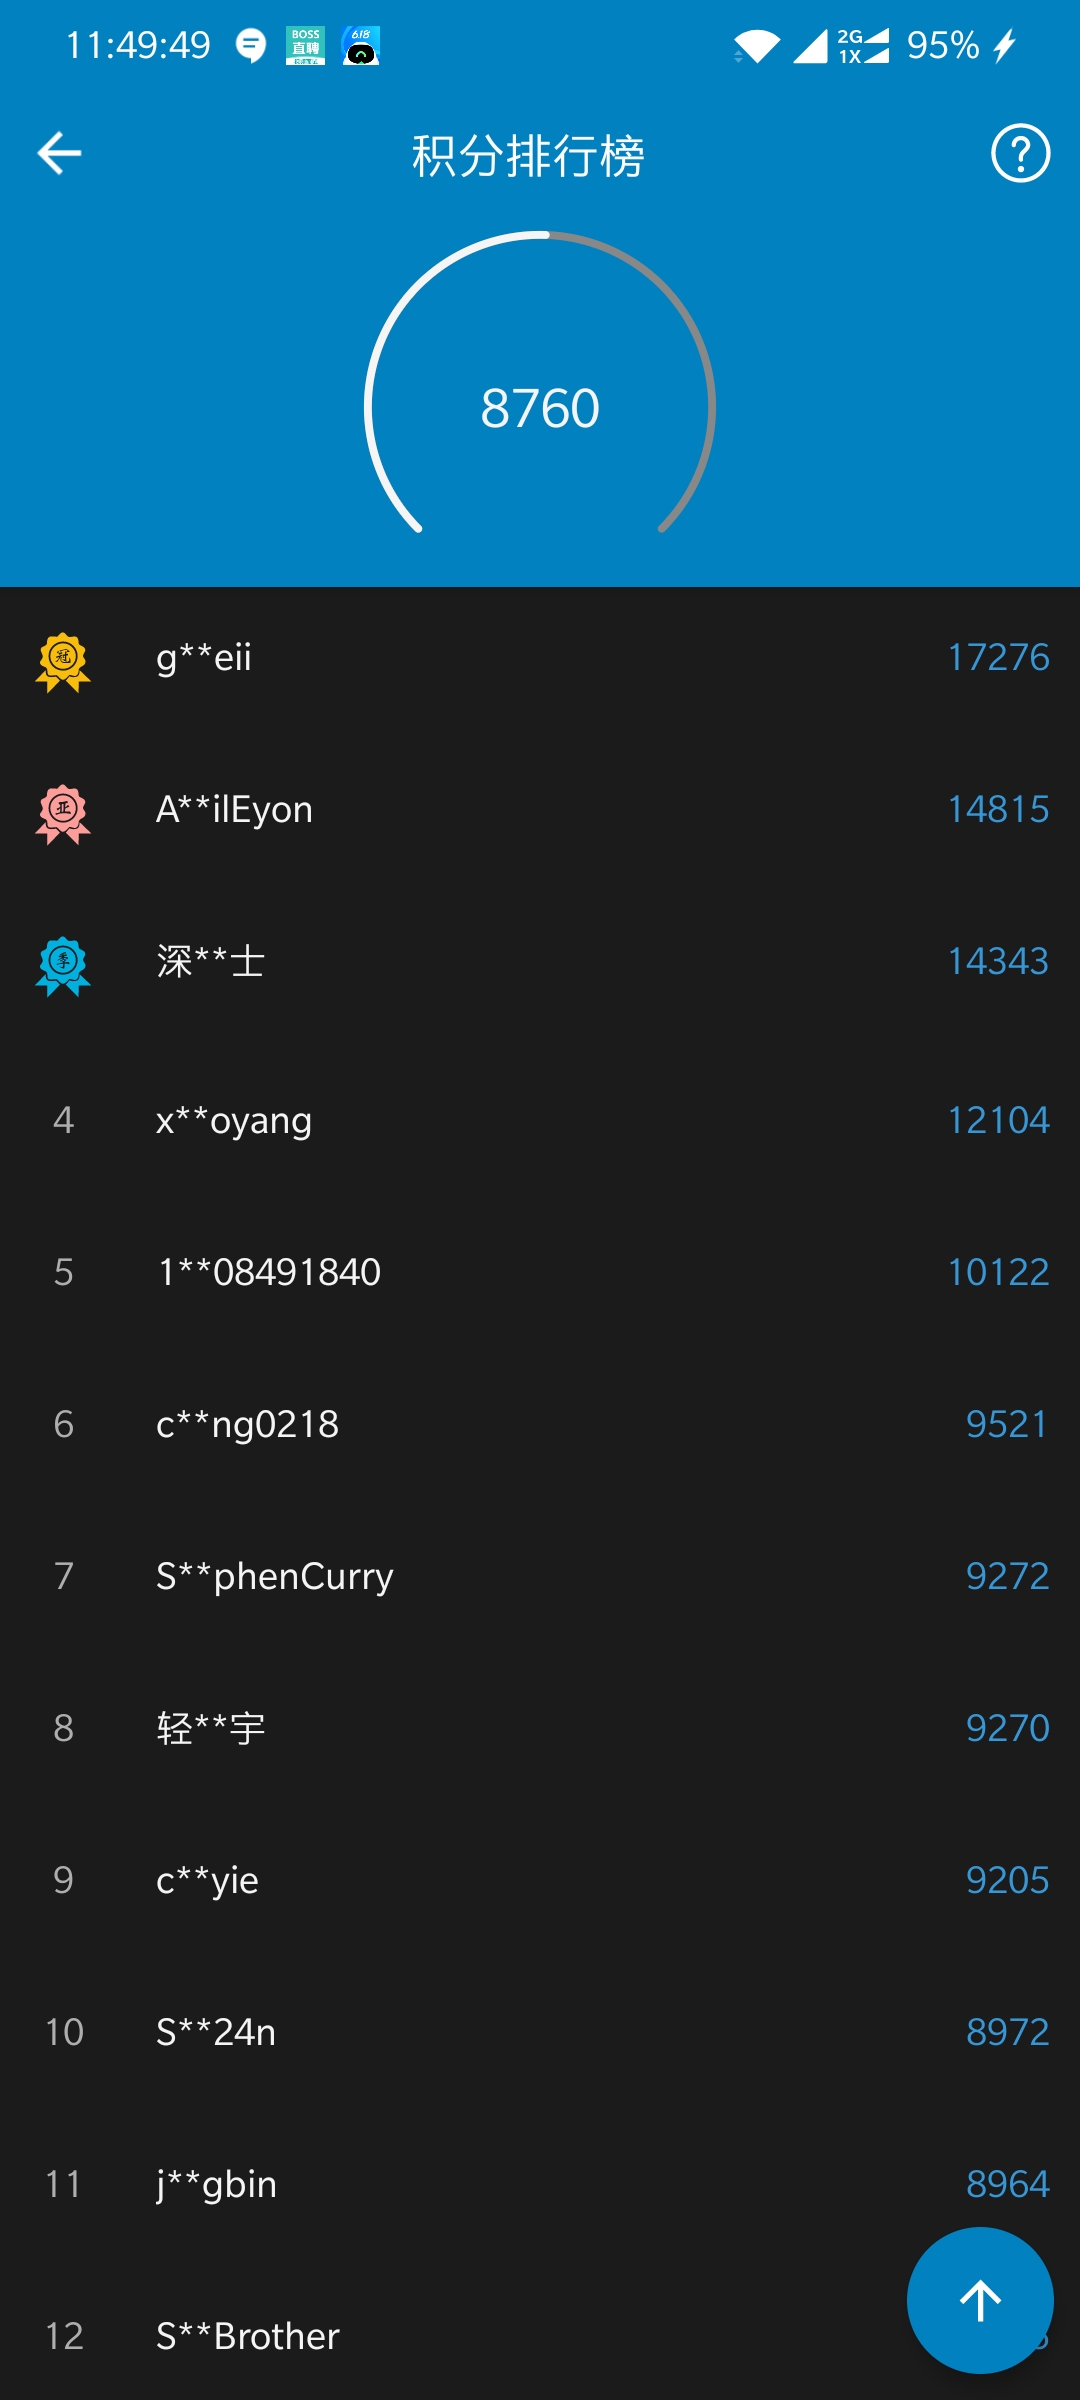 11:49:49 BOSS 直聘 6.18 2G 1X 95%
积分排行榜
8760
冠 g**eii 17276
亚 A**ilEyon 14815
季 深**士 14343
4 x**oyang 12104
5 1**08491840 10122
6 c**ng0218 9521
7 S**phenCurry 9272
8 轻**宇 9270
9 c**yie 9205
10 S**24n 8972
11 j**gbin 8964
12 S**Brother